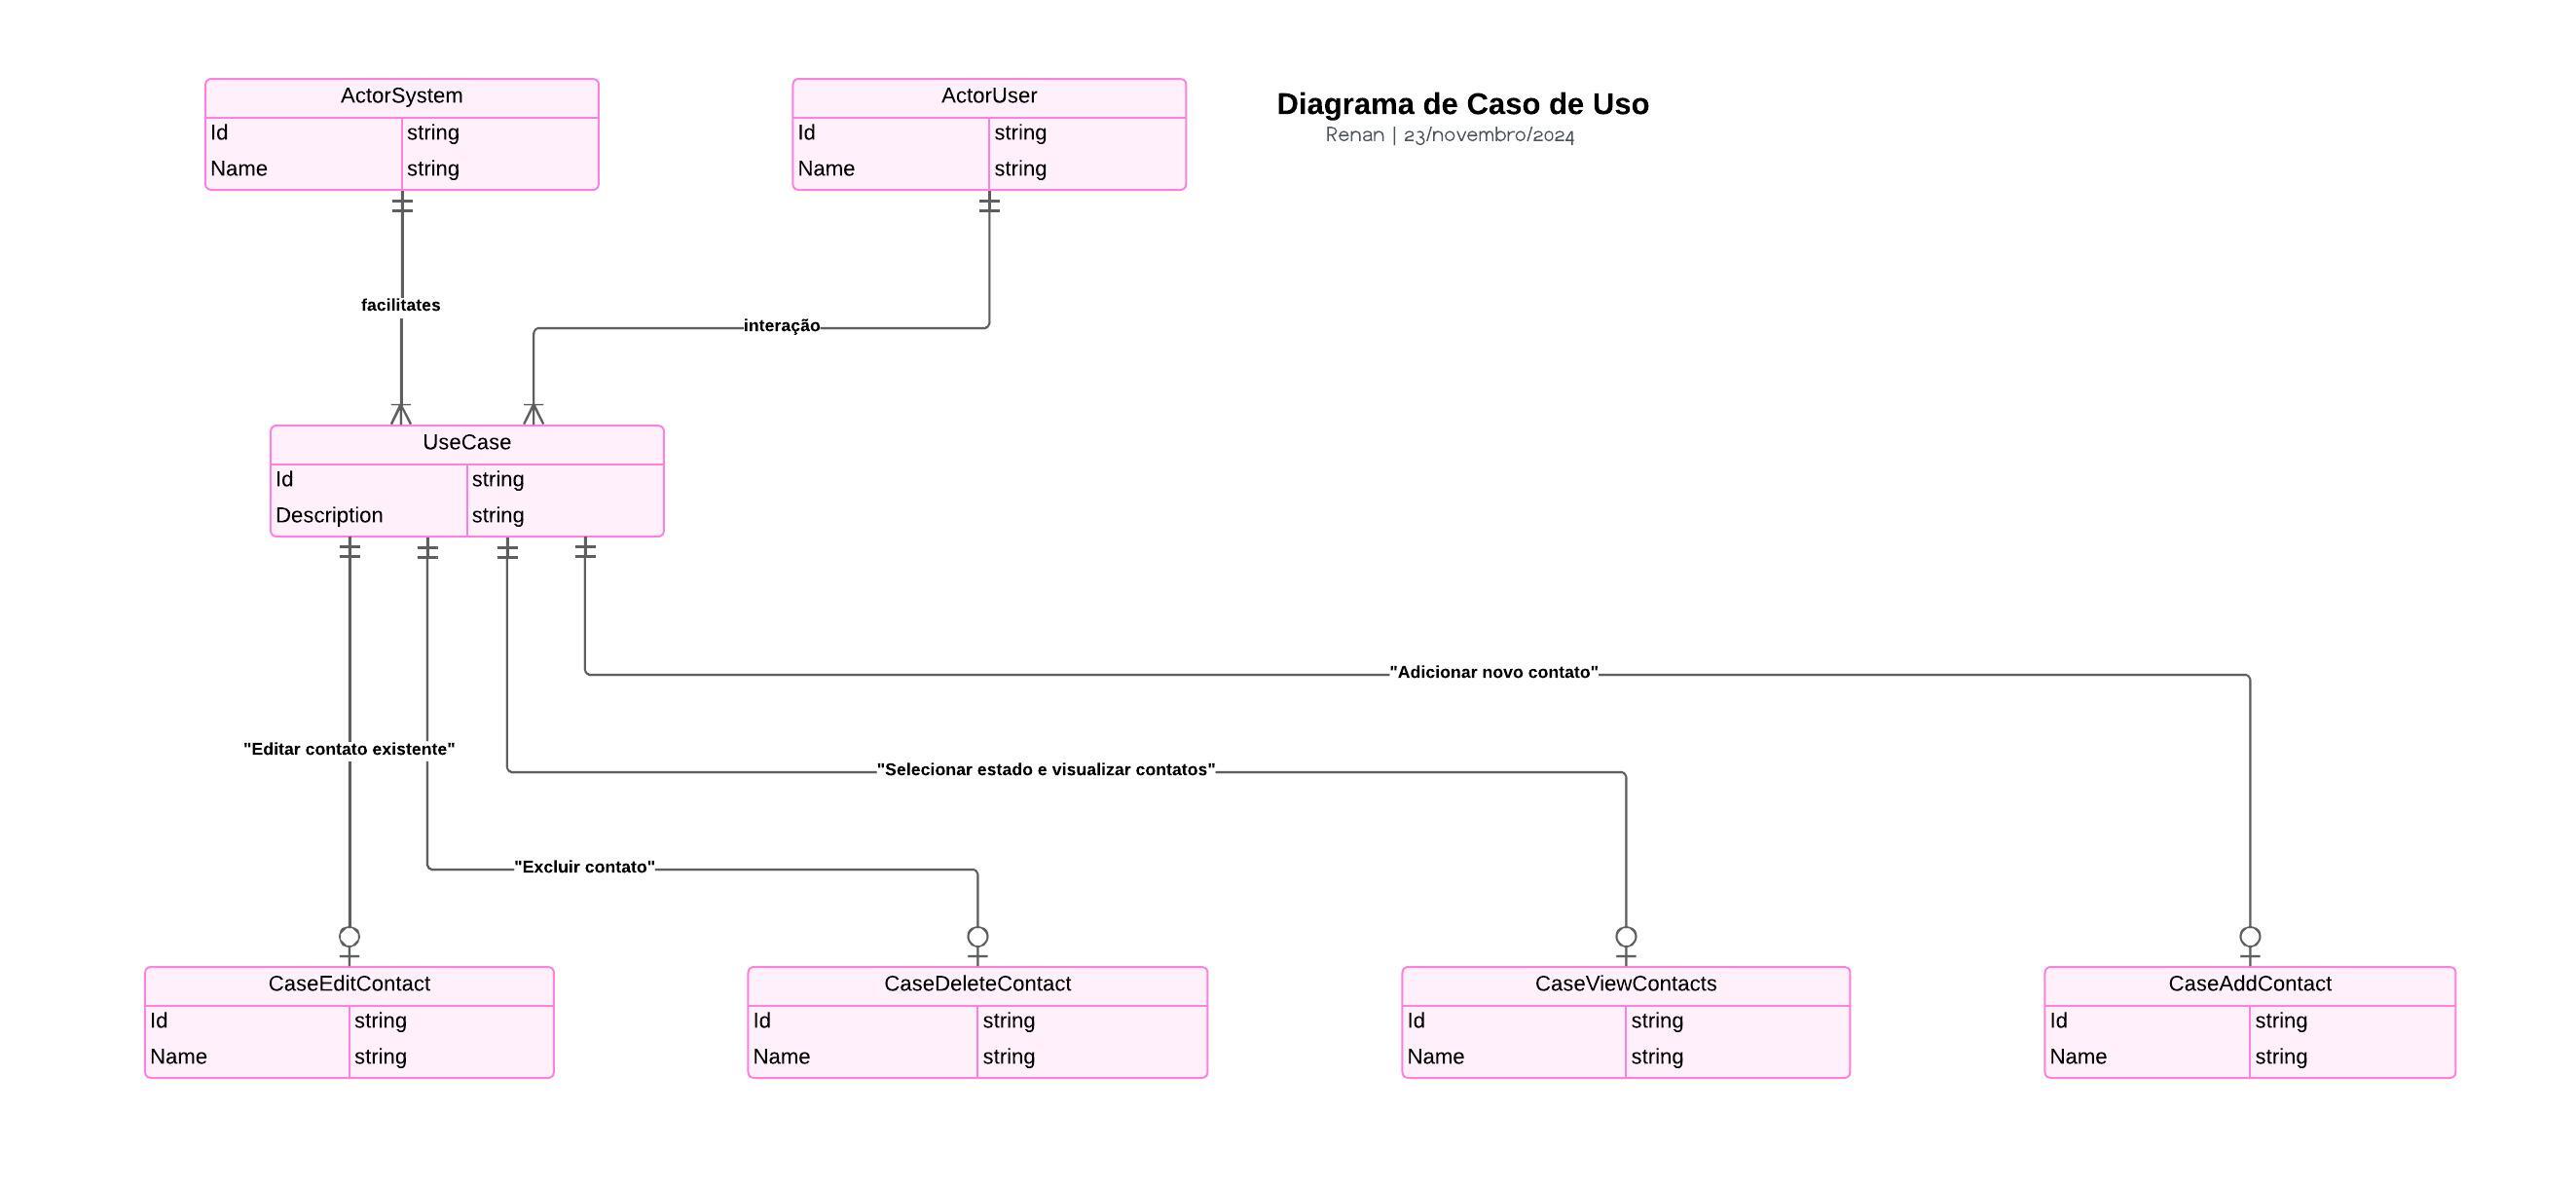 Diagrama de Caso de Uso
Renan | 23/novembro/2024
ActorSystem
Id string
Name string
ActorUser
Id string
Name string
facilitates
interação
UseCase
Id string
Description string
"Adicionar novo contato"
"Editar contato existente"
"Selecionar estado e visualizar contatos"
"Excluir contato"
CaseEditContact
Id string
Name string
CaseDeleteContact
Id string
Name string
CaseViewContacts
Id string
Name string
CaseAddContact
Id string
Name string